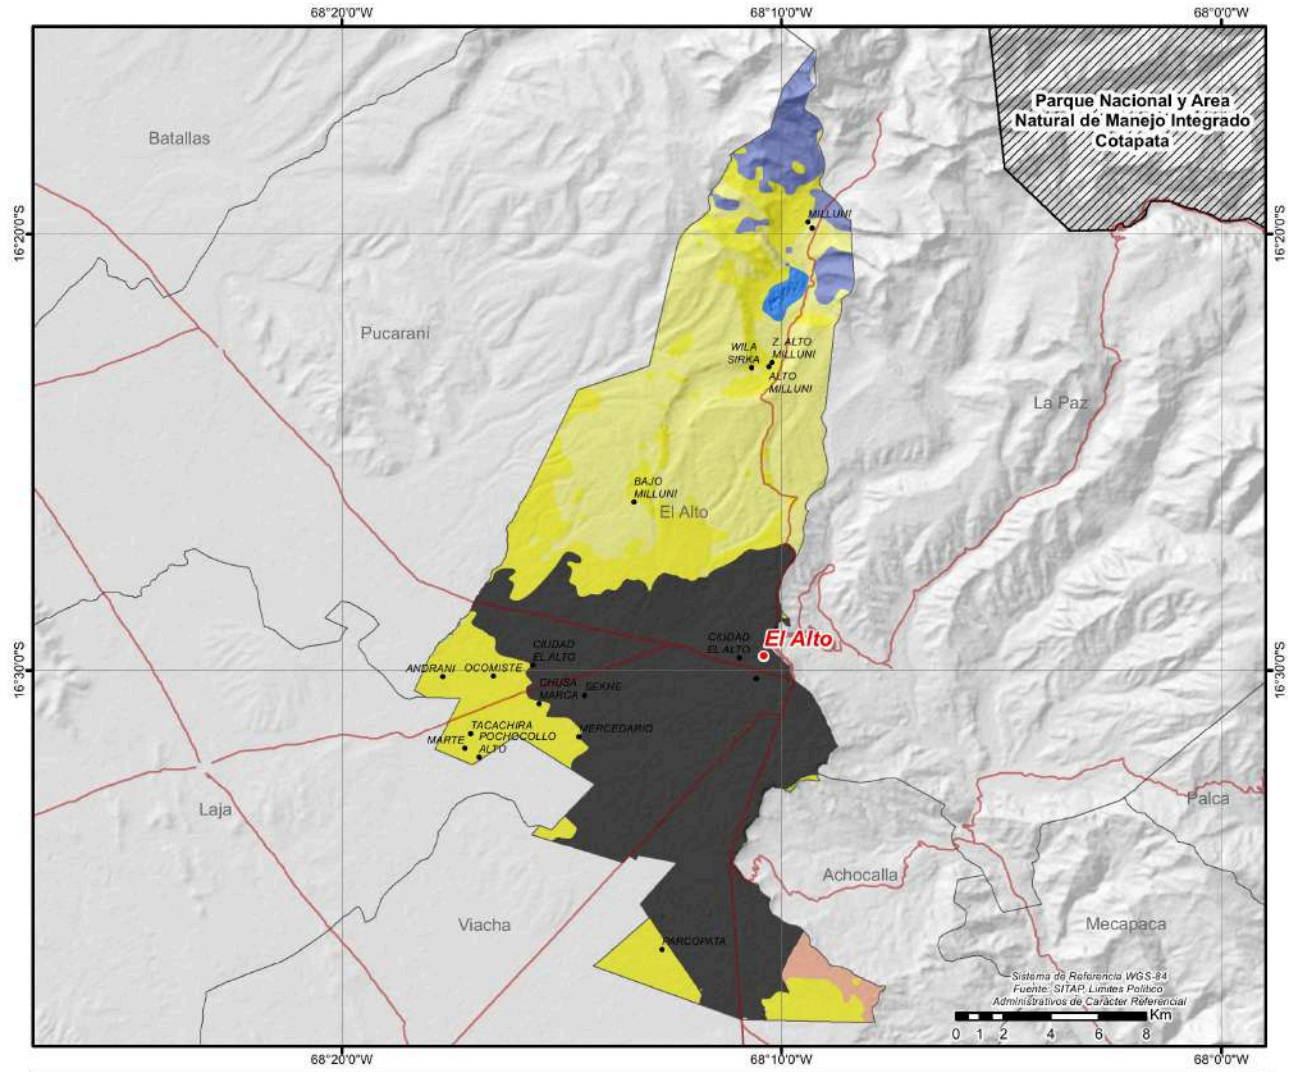 68°20'0"W
68°10'0"W
68°0'0"W
Parque Nacional y Area
Natural de Manejo Integrado
Cotapata
Batallas
MILLUNI
16°20'0"S
16°20'0"S
Pucarani
WILA
SIRKA
Z. ALTO
MILLUNI
ALTO
MILLUNI
La Paz
BAJO
MILLUNI
El Alto
CIUDAD
EL ALTO
El Alto
CIUDAD
EL ALTO
16°30'0"S
16°30'0"S
ANDRANI
OCOMISTE
CHUSA
MARCA
SEKHE
TACACHIRA
MERCEDARIO
MARTE
POCHOCOLLO
ALTO
Laja
Palca
Achocalla
Viacha
Mecapaca
PARCOPATA
Sistema de Referencia WGS-84
Fuente: SITAP, Limites Politico
Administrativos de Carácter Referencial
Km
0 1 2 4 6 8
68°20'0"W
68°10'0"W
68°0'0"W